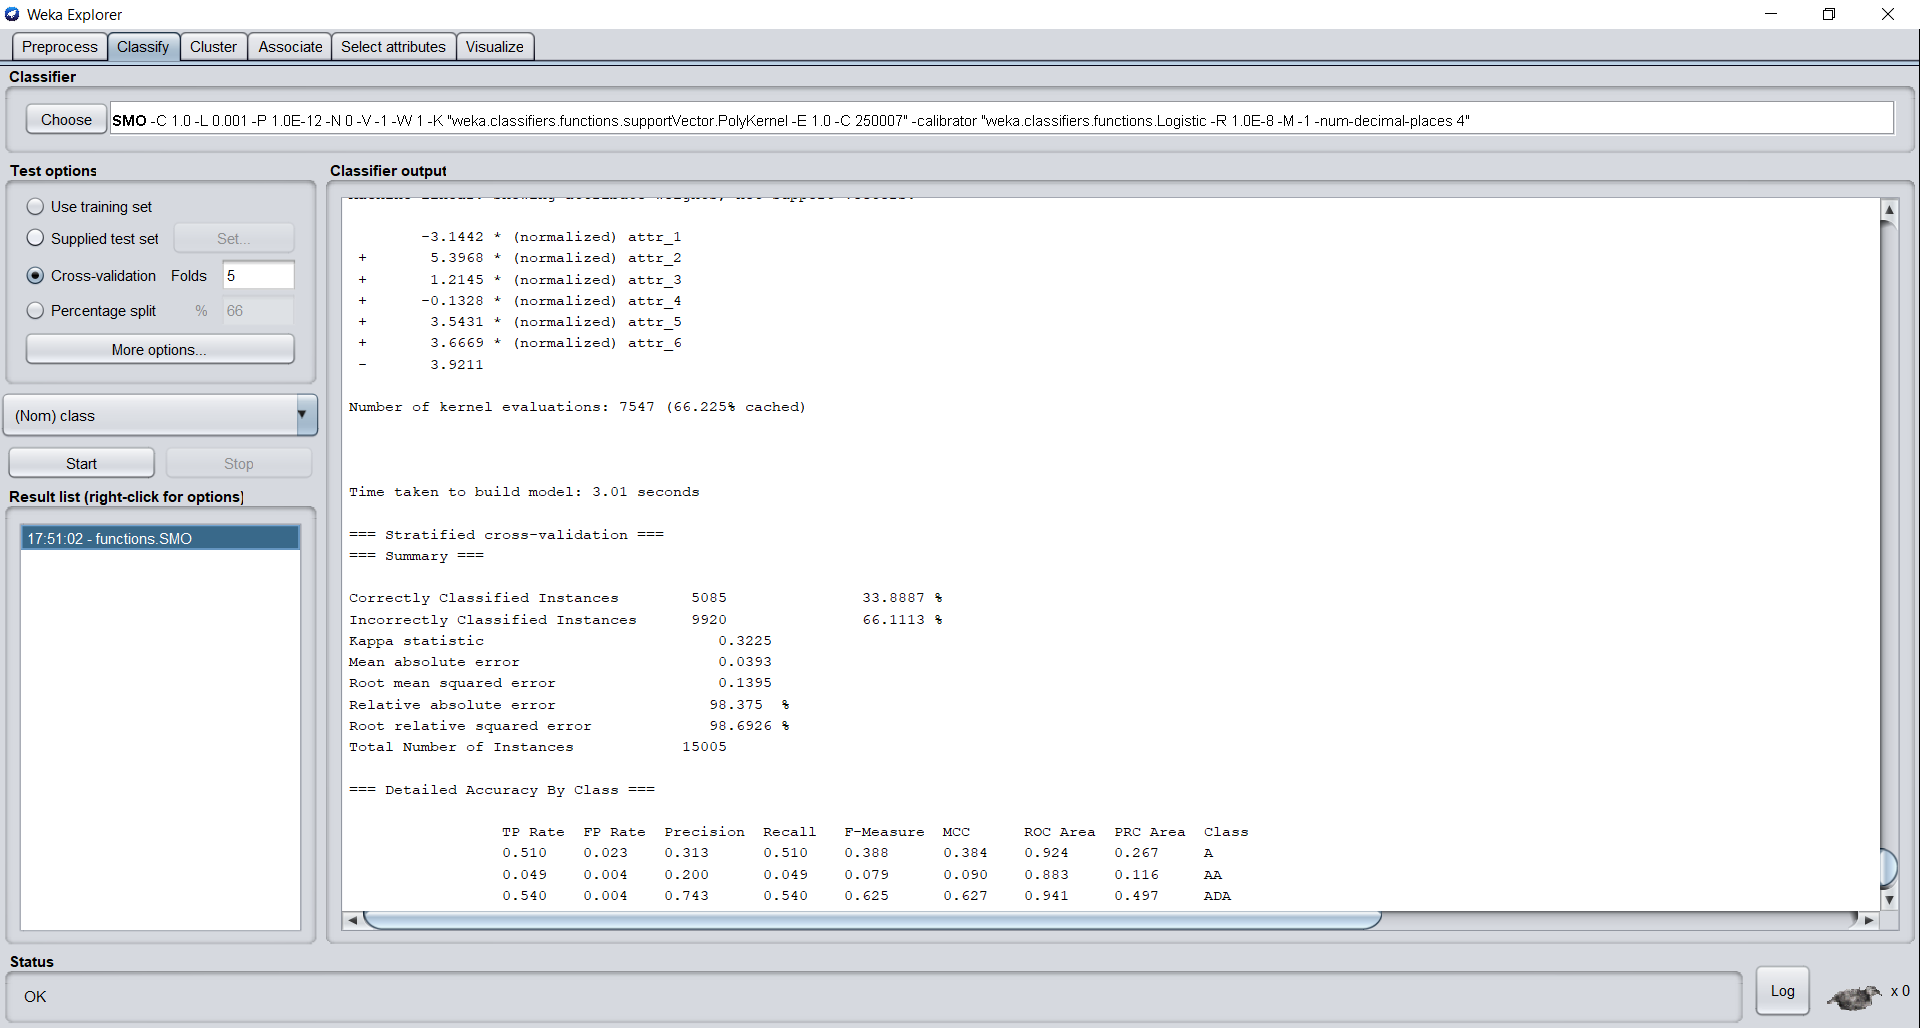 Weka Explorer
Preprocess Classify Cluster Associate Select attributes Visualize
Classifier
Choose SMO -C 1.0 -L 0.001 -P 1.0E-12 -N 0 -V -1 -W 1 -K "weka.classifiers.functions.supportVector.PolyKernel -E 1.0 -C 250007" -calibrator "weka.classifiers.functions.Logistic -R 1.0E-8 -M -1 -num-decimal-places 4"
Test options
Use training set
Supplied test set Set...
Cross-validation Folds 5
Percentage split % 66
More options...
(Nom) class
Start Stop
Result list (right-click for options)
17:51:02 - functions.SMO
Classifier output
Machine linear: showing attribute weights, not support vectors.
-3.1442 * (normalized) attr_1
+ 5.3968 * (normalized) attr_2
+ 1.2145 * (normalized) attr_3
+ -0.1328 * (normalized) attr_4
+ 3.5431 * (normalized) attr_5
+ 3.6669 * (normalized) attr_6
- 3.9211
Number of kernel evaluations: 7547 (66.225% cached)
Time taken to build model: 3.01 seconds
=== Stratified cross-validation ===
=== Summary ===
Correctly Classified Instances 5085 33.8887 %
Incorrectly Classified Instances 9920 66.1113 %
Kappa statistic 0.3225
Mean absolute error 0.0393
Root mean squared error 0.1395
Relative absolute error 98.375 %
Root relative squared error 98.6926 %
Total Number of Instances 15005
=== Detailed Accuracy By Class ===
TP Rate FP Rate Precision Recall F-Measure MCC ROC Area PRC Area Class
0.510 0.023 0.313 0.510 0.388 0.384 0.924 0.267 A
0.049 0.004 0.200 0.049 0.079 0.090 0.883 0.116 AA
0.540 0.004 0.743 0.540 0.625 0.627 0.941 0.497 ADA
Status
OK
Log
x 0